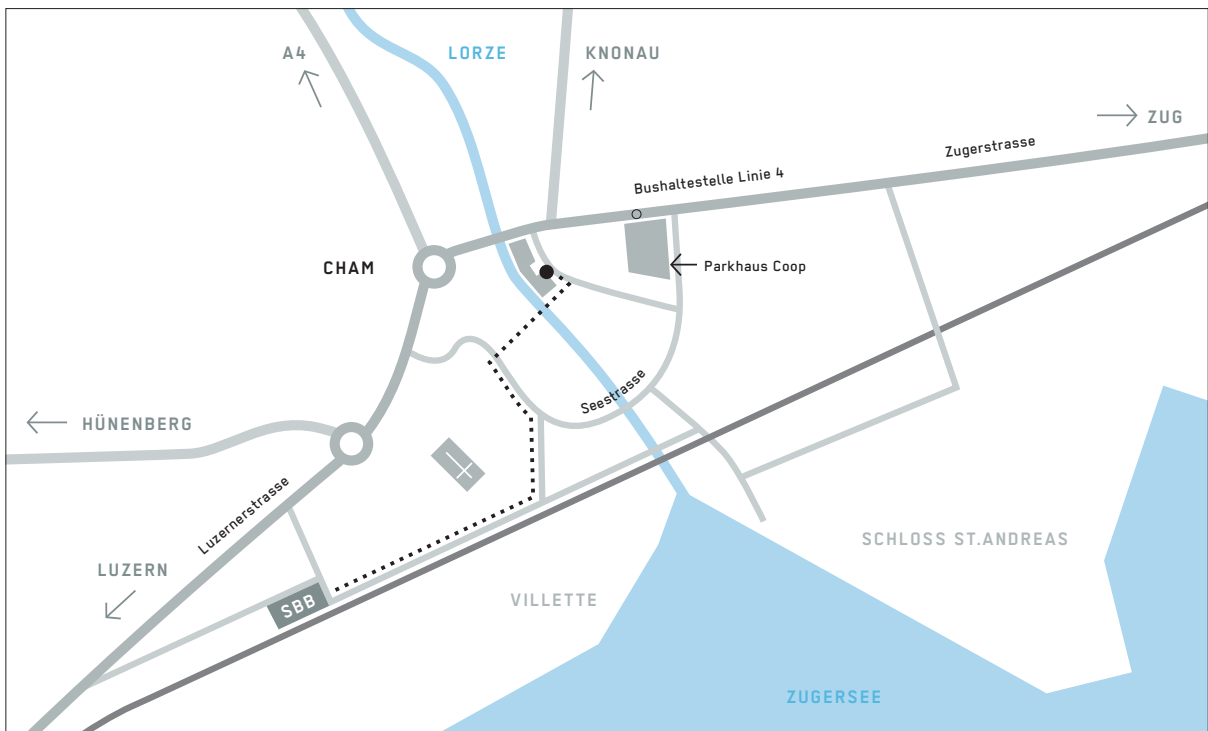 A4
LORZE
KNONAU
ZUG
Zugerstrasse
Bushaltestelle Linie 4
CHAM
Parkhaus Coop
Seestrasse
HÜNENBERG
Luzernerstrasse
SCHLOSS ST.ANDREAS
LUZERN
SBB
VILLETTE
ZUGERSEE